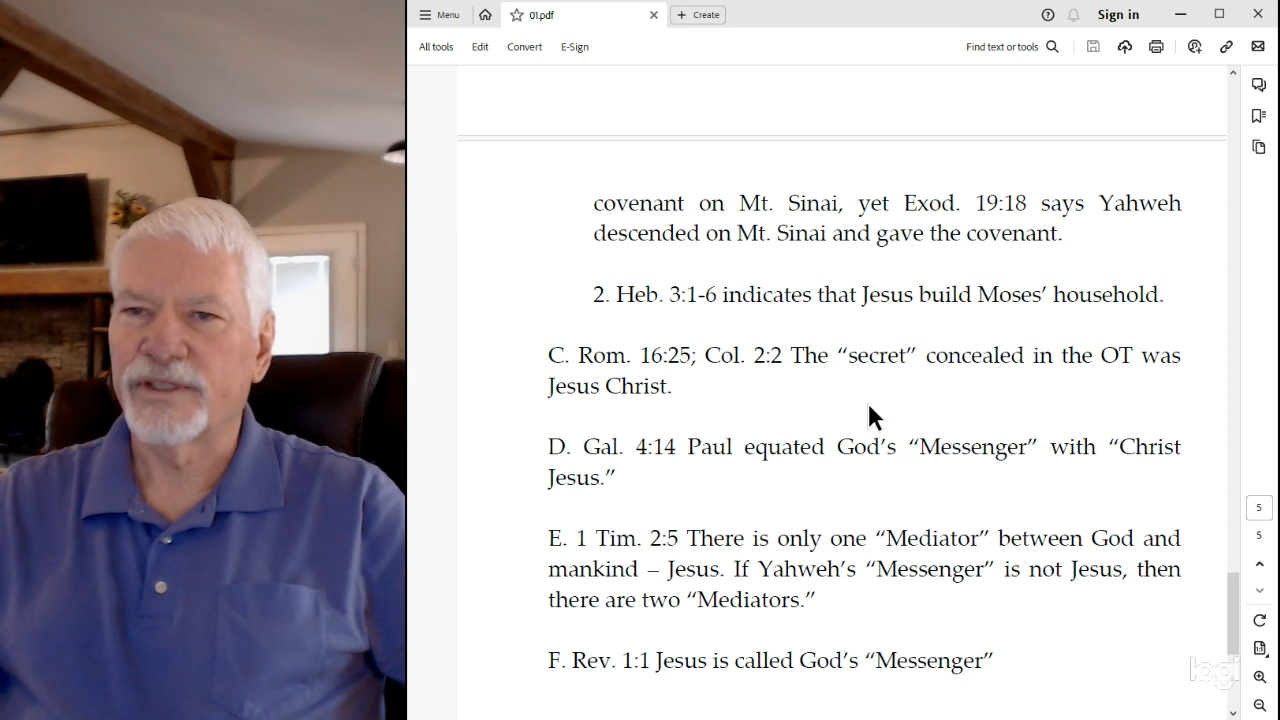 Menu
01.pdf
Create
Sign in
All tools Edit Convert E-Sign
Find text or tools
covenant on Mt. Sinai, yet Exod. 19:18 says Yahweh
descended on Mt. Sinai and gave the covenant.
2. Heb. 3:1-6 indicates that Jesus build Moses’ household.
C. Rom. 16:25; Col. 2:2 The “secret” concealed in the OT was
Jesus Christ.
D. Gal. 4:14 Paul equated God’s “Messenger” with “Christ
Jesus.”
E. 1 Tim. 2:5 There is only one “Mediator” between God and
mankind – Jesus. If Yahweh’s “Messenger” is not Jesus, then
there are two “Mediators.”
F. Rev. 1:1 Jesus is called God’s “Messenger”
5
5
logi